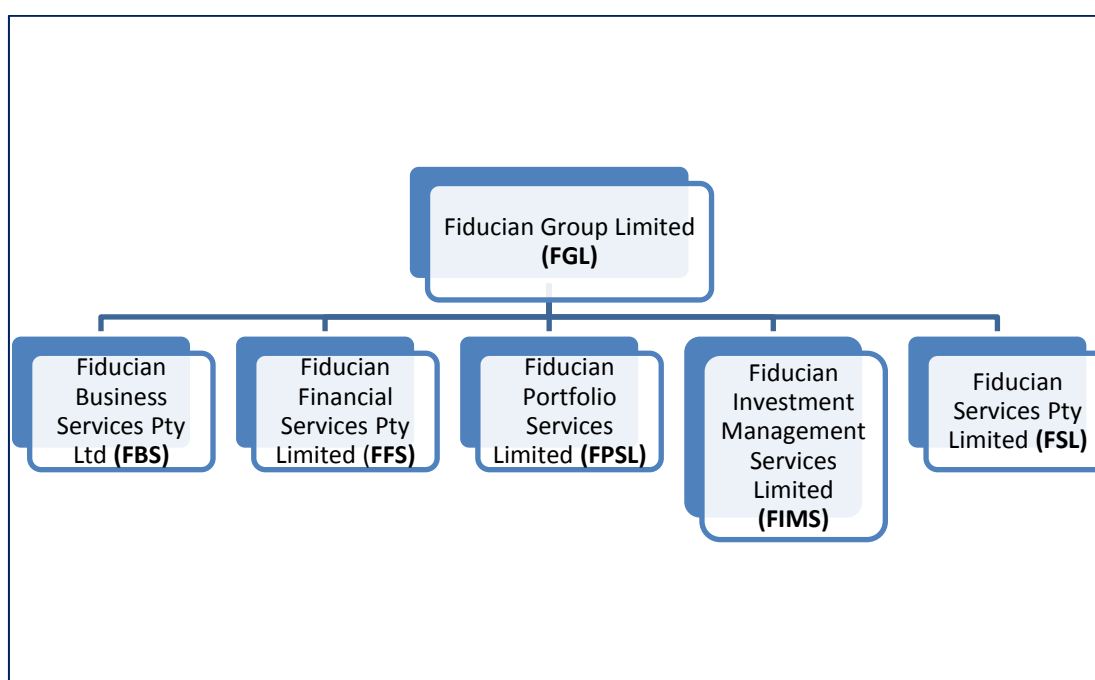 Fiducian Group Limited
(FGL)
Fiducian
Business
Services Pty
Ltd (FBS)
Fiducian
Financial
Services Pty
Limited (FFS)
Fiducian
Portfolio
Services
Limited (FPSL)
Fiducian
Investment
Management
Services
Limited
(FIMS)
Fiducian
Services Pty
Limited (FSL)